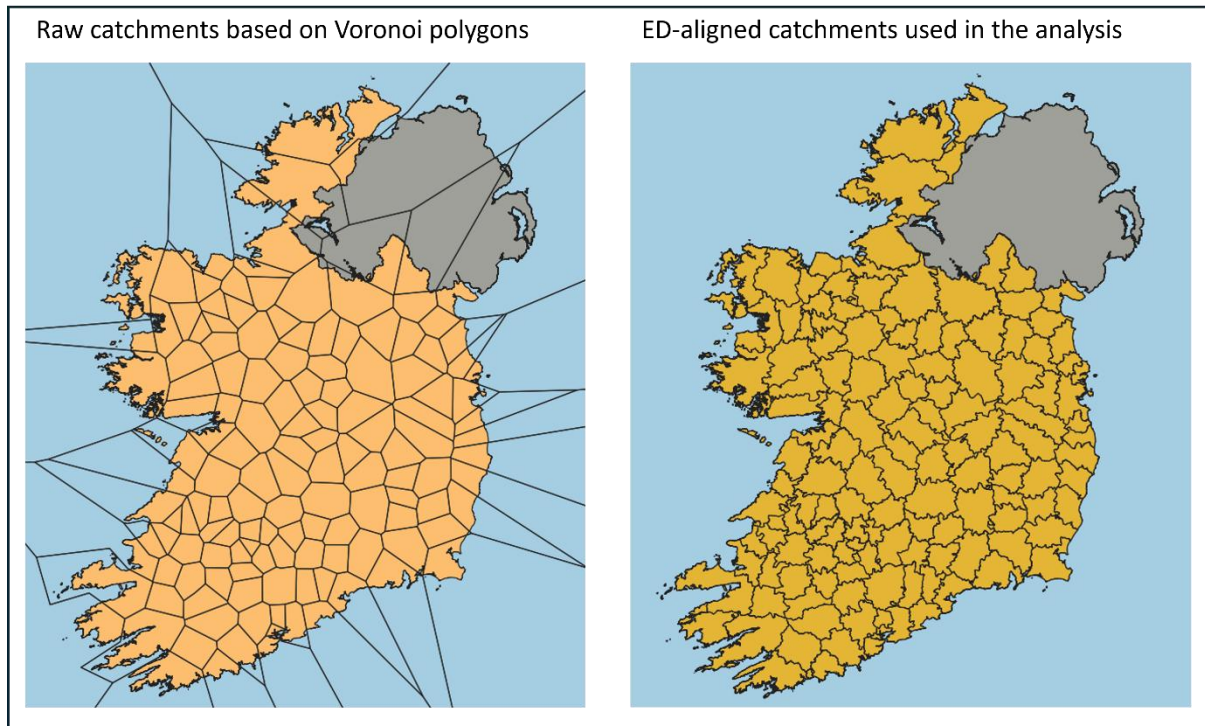 Raw catchments based on Voronoi polygons
ED-aligned catchments used in the analysis